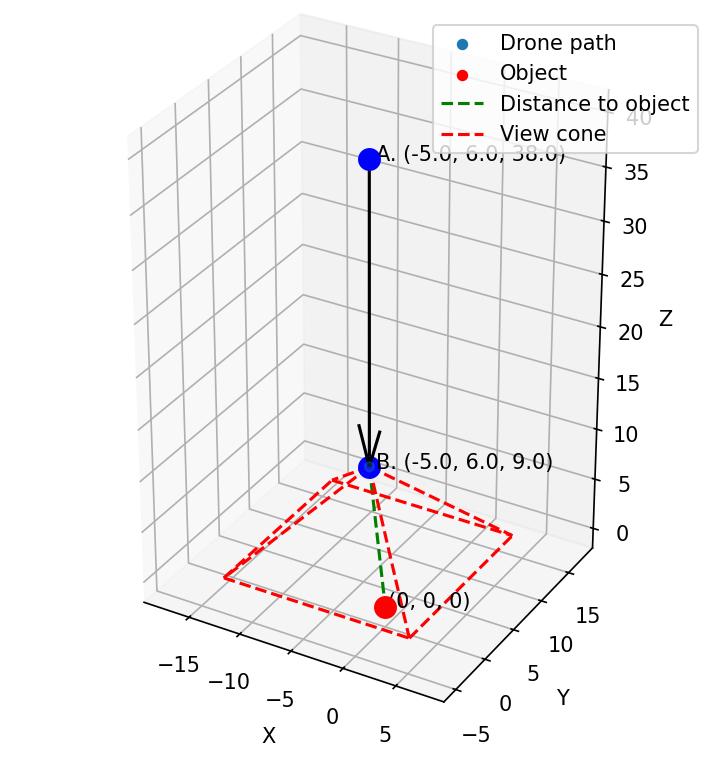 Drone path
Object
Distance to object
View cone
A. (-5.0, 6.0, 38.0)
B. (-5.0, 6.0, 9.0)
(0, 0, 0)
40
35
30
25
20
15
10
5
0
Z
−15
−10
−5
0
5
X
15
10
5
0
−5
Y